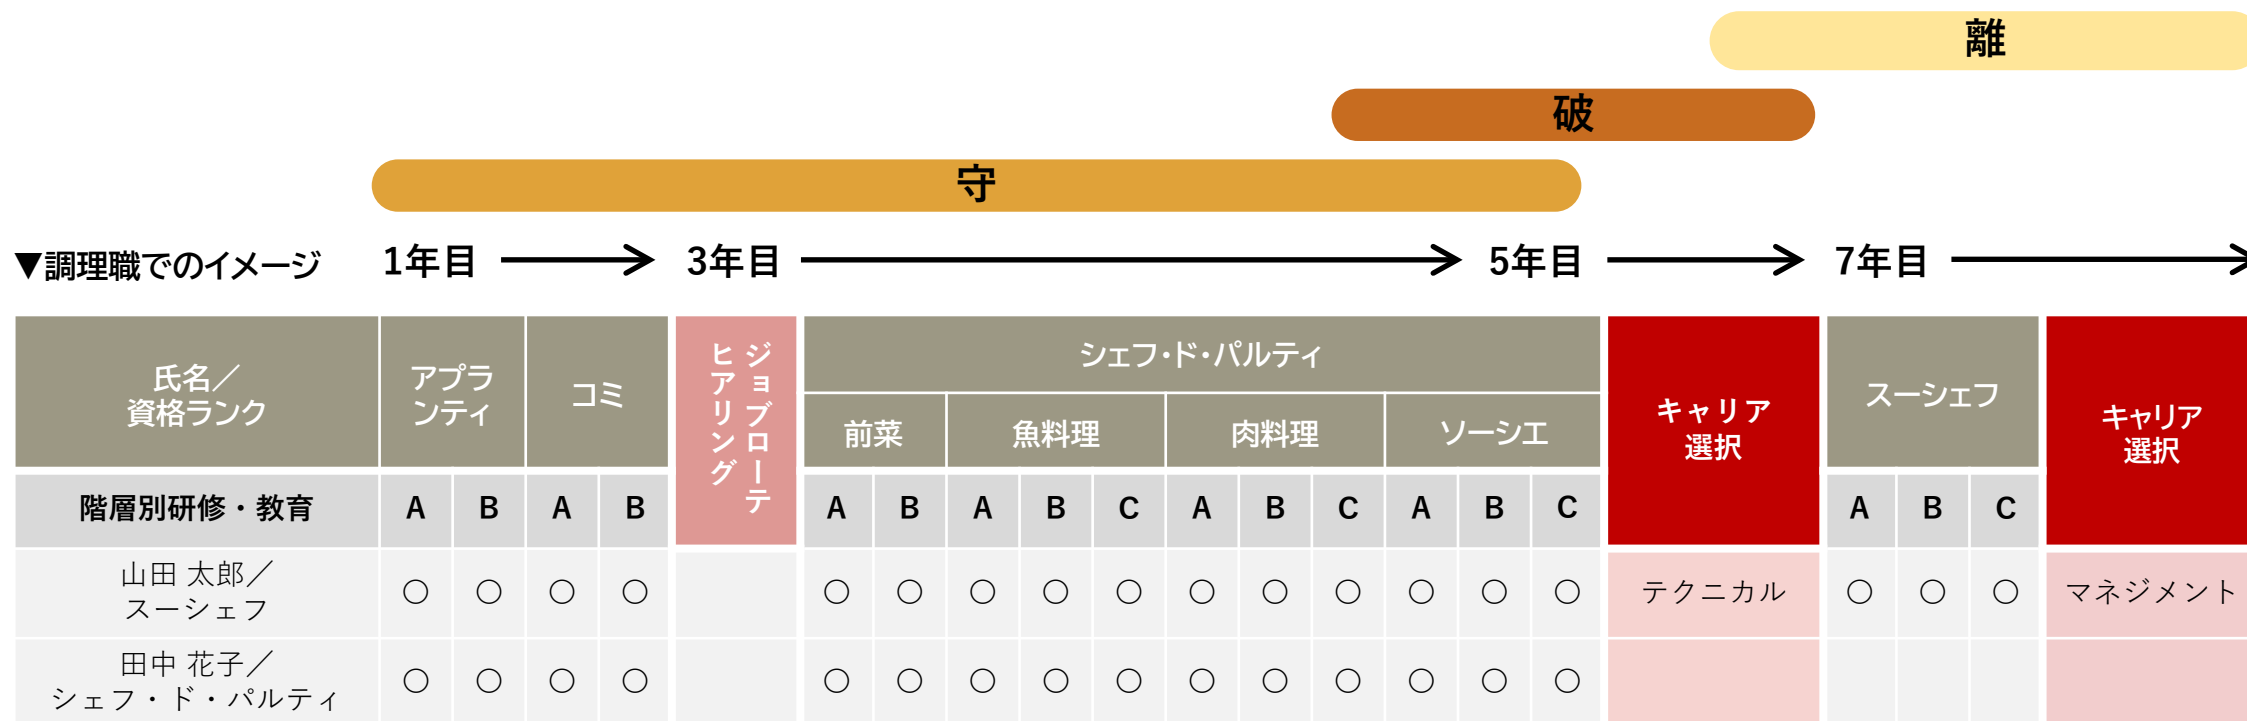 離
破
守
▼調理職でのイメージ 1年目 3年目 5年目 7年目
氏名／
資格ランク
アプラ
ンティ
コミ
ジョブローテ
ヒアリング
シェフ・ド・パルティ
前菜 魚料理 肉料理 ソーシエ
キャリア
選択
スーシェフ
キャリア
選択
階層別研修・教育 A B A B A B A B C A B C A B C A B C
山田 太郎／
スーシェフ
○ ○ ○ ○ ○ ○ ○ ○ ○ ○ ○ ○ ○ ○ ○ テクニカル ○ ○ ○ マネジメント
田中 花子／
シェフ・ド・パルティ
○ ○ ○ ○ ○ ○ ○ ○ ○ ○ ○ ○ ○ ○ ○